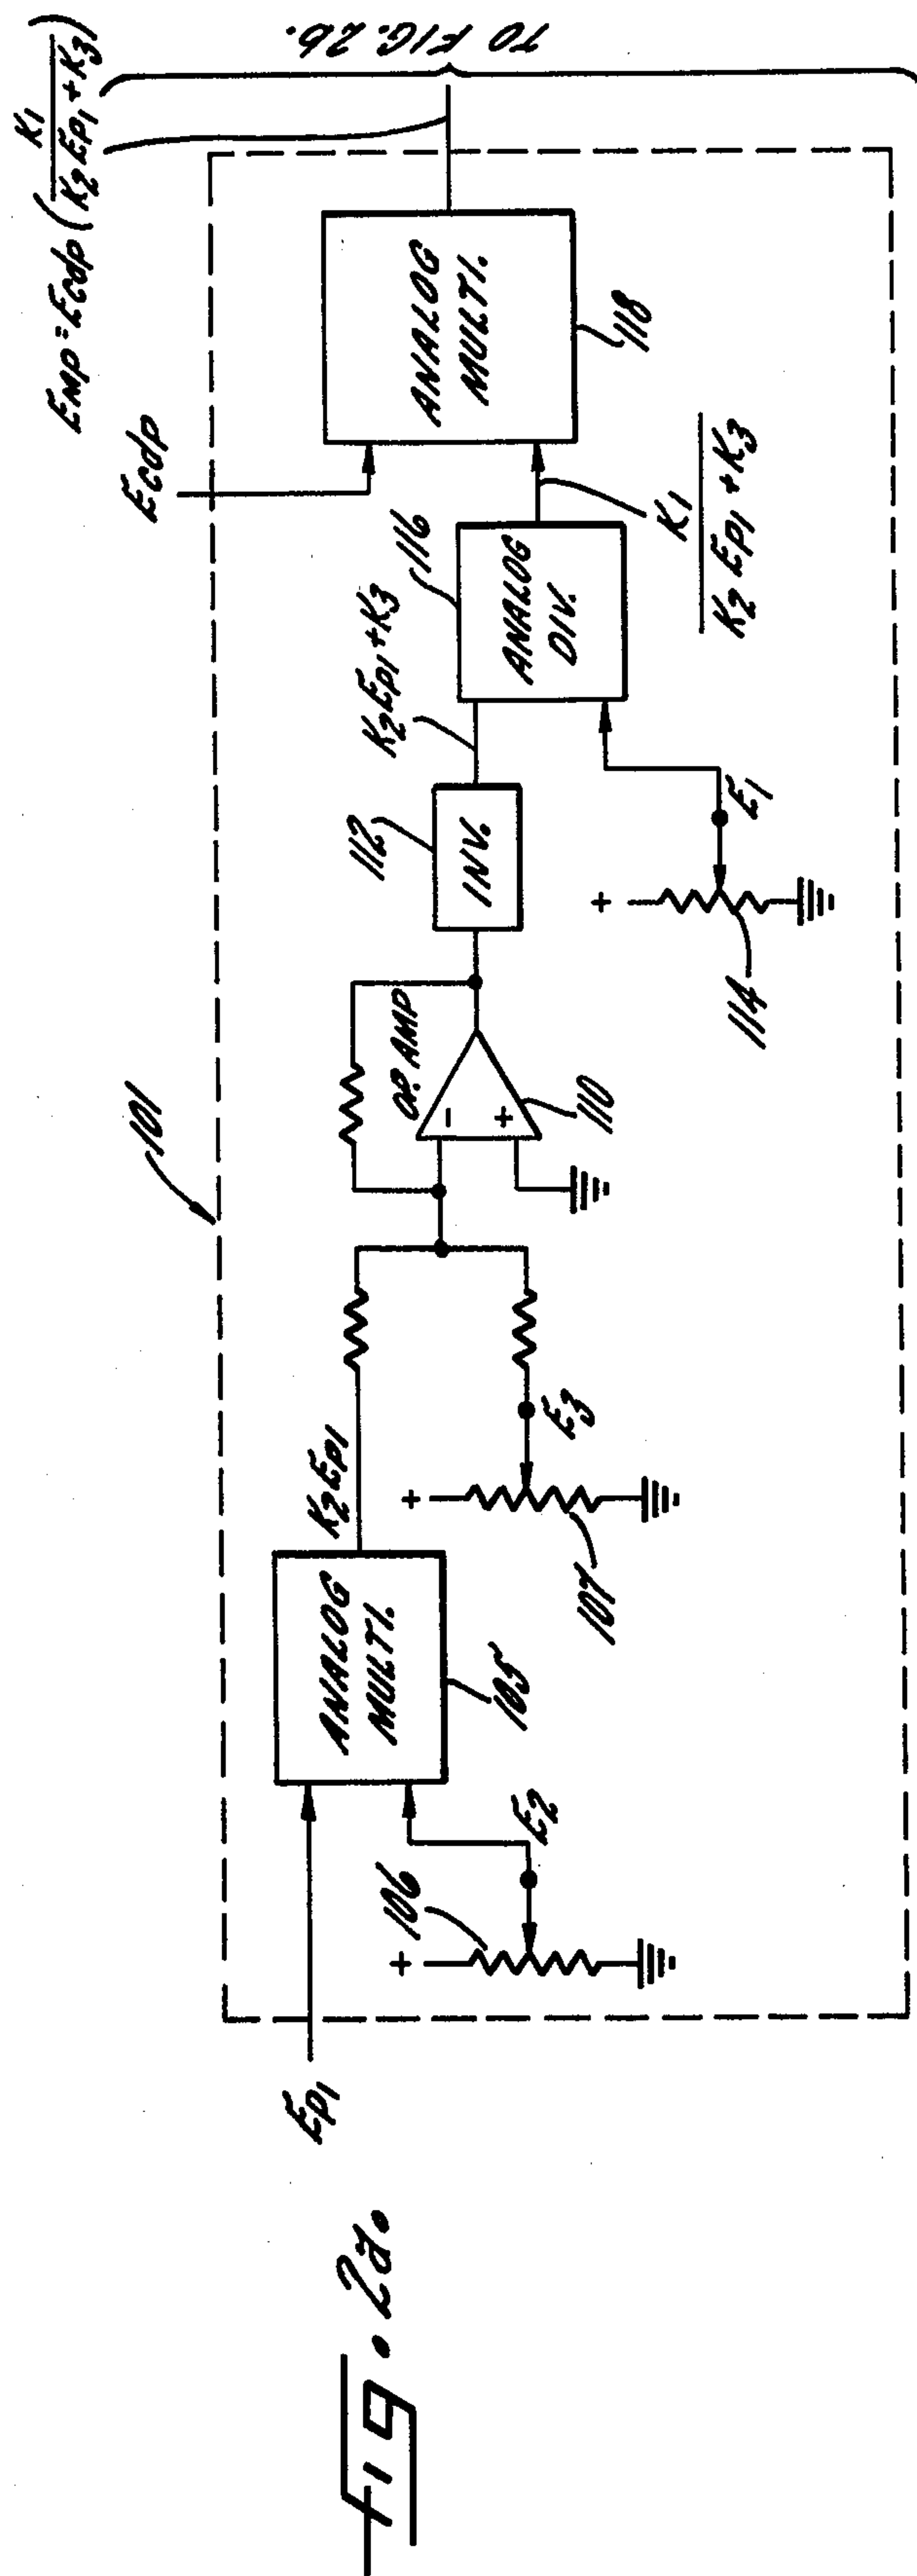 Fig. 2a.
101
Ep1
106
E2
ANALOG
MULTI.
105
K2Ep1
107
E3
OP. AMP
-
+
110
112
INV.
K2Ep1+K3
114
E1
116
ANALOG
DIV.
K1
K2 Ep1 + K3
Ecdp
ANALOG
MULTI.
118
EMP = Ecdp (K1
K2Ep1 + K3)
TO FIG. 2b.
+
+
+